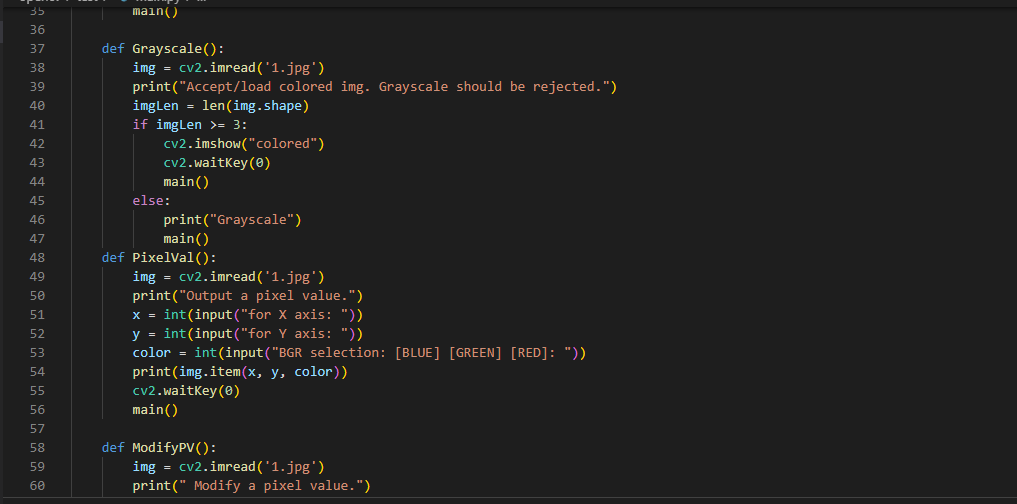 35 main()
36
37 def Grayscale():
38 img = cv2.imread('1.jpg')
39 print("Accept/load colored img. Grayscale should be rejected.")
40 imgLen = len(img.shape)
41 if imgLen >= 3:
42 cv2.imshow("colored")
43 cv2.waitKey(0)
44 main()
45 else:
46 print("Grayscale")
47 main()
48 def PixelVal():
49 img = cv2.imread('1.jpg')
50 print("Output a pixel value.")
51 x = int(input("for X axis: "))
52 y = int(input("for Y axis: "))
53 color = int(input("BGR selection: [BLUE] [GREEN] [RED]: "))
54 print(img.item(x, y, color))
55 cv2.waitKey(0)
56 main()
57
58 def ModifyPV():
59 img = cv2.imread('1.jpg')
60 print(" Modify a pixel value.")